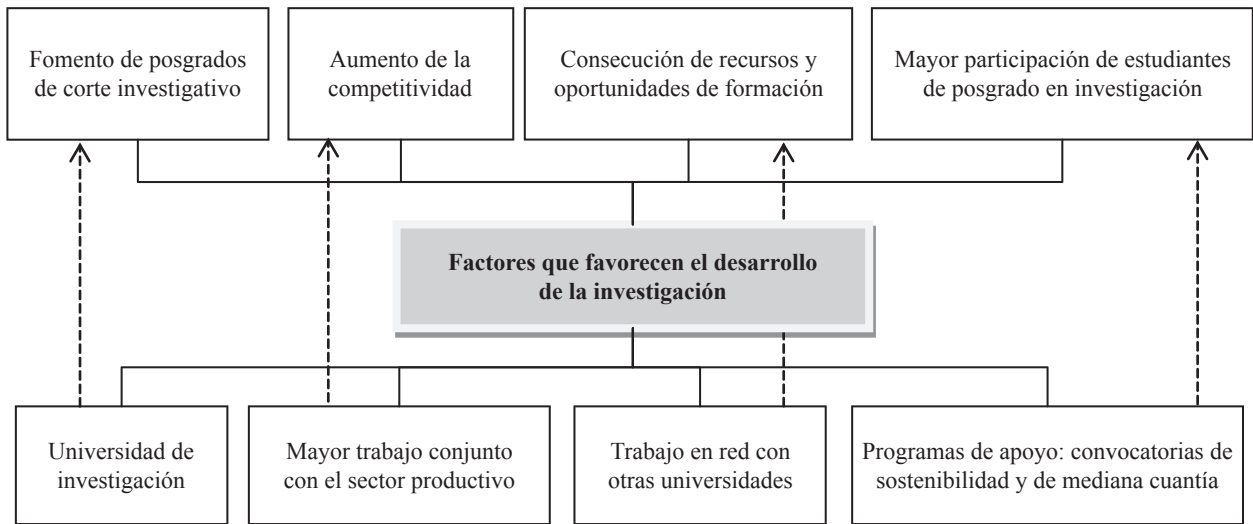 Fomento de posgrados
de corte investigativo
Aumento de la
competitividad
Consecución de recursos y
oportunidades de formación
Mayor participación de estudiantes
de posgrado en investigación
Factores que favorecen el desarrollo
de la investigación
Universidad de
investigación
Mayor trabajo conjunto
con el sector productivo
Trabajo en red con
otras universidades
Programas de apoyo: convocatorias de
sostenibilidad y de mediana cuantía